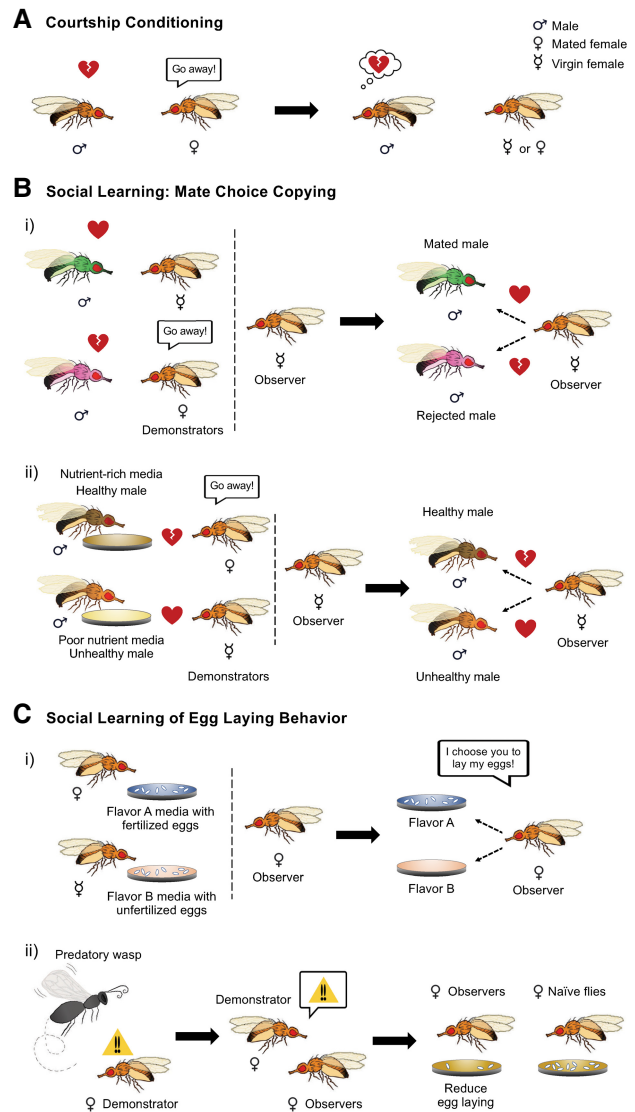 A Courtship Conditioning
♂ Male
♀ Mated female
☿ Virgin female
Go away!
♂ ♀ ♂ ☿ or ♀
B Social Learning: Mate Choice Copying
i)
Mated male
♂ ☿ ♂
Go away!
☿ ☿
Observer Observer
♂ ♀ ♂
Demonstrators
Rejected male
ii)
Nutrient-rich media
Healthy male
Go away!
Healthy male
♂ ♀ ♂
☿ ☿
Observer Observer
♂ ☿ ♂
Poor nutrient media
Unhealthy male
Demonstrators
Unhealthy male
C Social Learning of Egg Laying Behavior
i)
I choose you to
lay my eggs!
♀
Flavor A media with
fertilized eggs
Flavor A
♀ ♀
Observer Observer
☿
Flavor B media with
unfertilized eggs
Flavor B
ii)
Predatory wasp
!!
♀ Demonstrator
Demonstrator
!!
♀
♀ Observers
♀ Observers
♀ Naïve flies
Reduce
egg laying